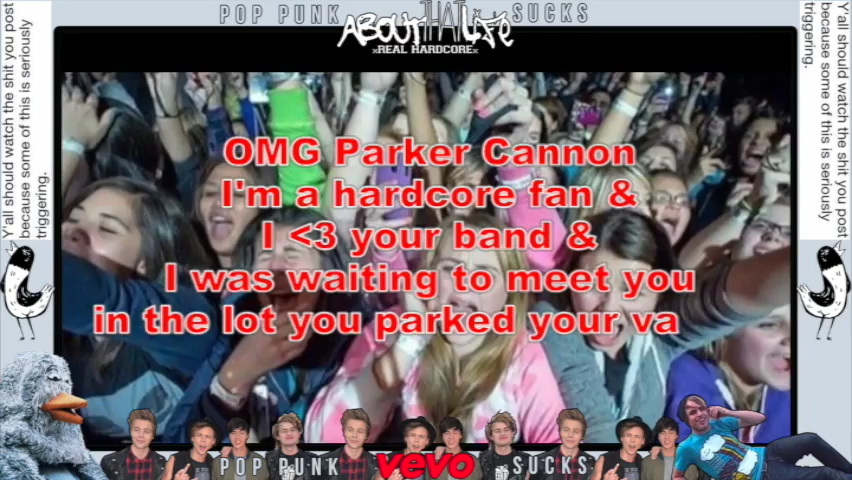 POP PUNK
SUCKS
ABOUT THAT LIFE
xREAL HARDCOREx
Y'all should watch the shit you post
because some of this is seriously
triggering.
Y'all should watch the shit you post
because some of this is seriously
triggering.
OMG Parker Cannon
I'm a hardcore fan &
I <3 your band &
I was waiting to meet you
in the lot you parked your va
POP PUNK
vevo
SUCKS